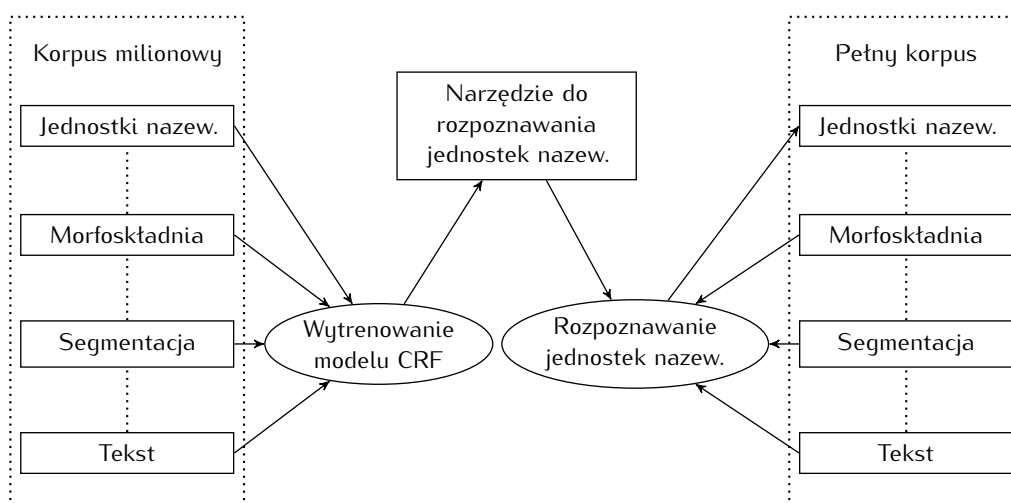 Korpus milionowy
Jednostki nazew.
Morfoskładnia
Segmentacja
Tekst
Narzędzie do
rozpoznawania
jednostek nazew.
Wytrenowanie
modelu CRF
Rozpoznawanie
jednostek nazew.
Pełny korpus
Jednostki nazew.
Morfoskładnia
Segmentacja
Tekst